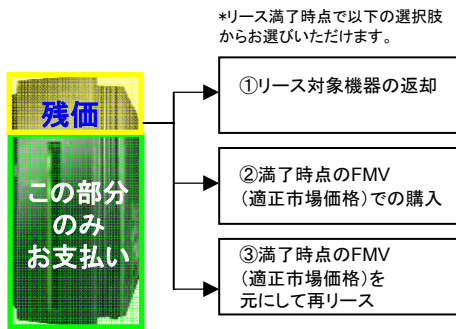 *リース満了時点で以下の選択肢
からお選びいただけます。
残価
この部分
のみ
お支払い
①リース対象機器の返却
②満了時点のFMV
(適正市場価格)での購入
③満了時点のFMV
(適正市場価格)を
元にして再リース